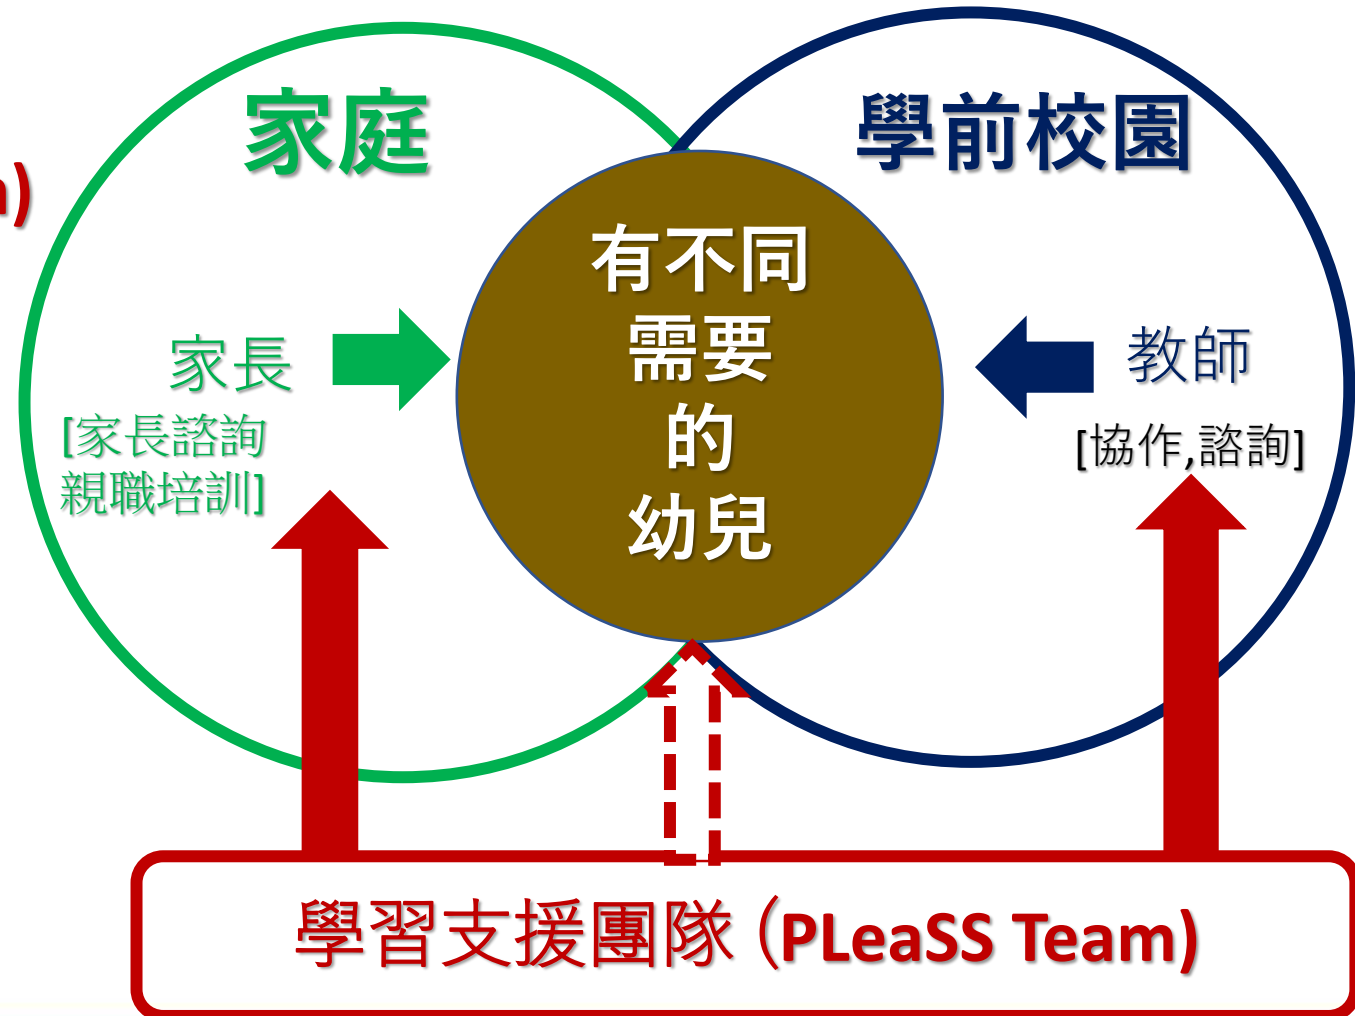 家庭
學前校園
)
有不同
需要
的
幼兒
家長
[家長諮詢
親職培訓]
教師
[協作,諮詢]
學習支援團隊（PLeaSS Team)